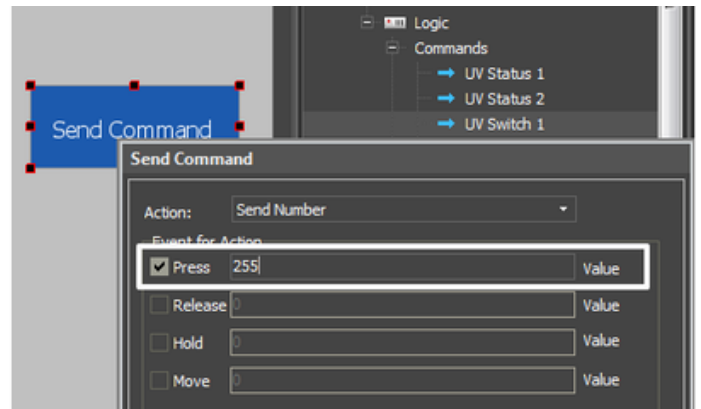 Logic
Commands
UV Status 1
UV Status 2
UV Switch 1
Send Command
Send Command
Action: Send Number
Event for Action
Press 255 Value
Release 0 Value
Hold 0 Value
Move 0 Value